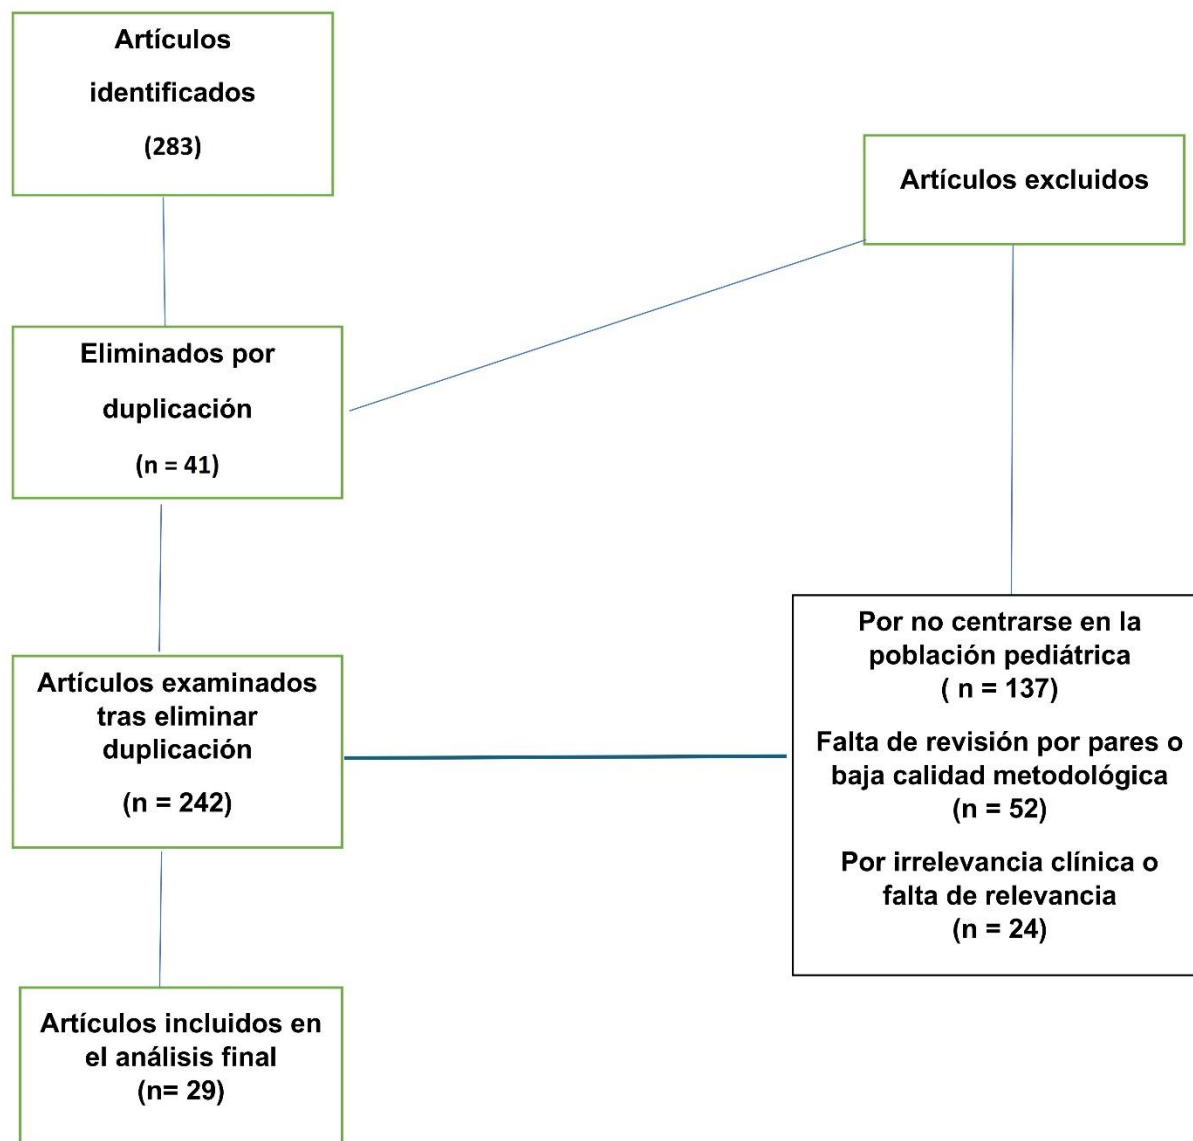 Artículos
identificados
(283)
Artículos excluidos
Eliminados por
duplicación
(n = 41)
Artículos examinados
tras eliminar
duplicación
(n = 242)
Por no centrarse en la
población pediátrica
( n = 137)
Falta de revisión por pares o
baja calidad metodológica
(n = 52)
Por irrelevancia clínica o
falta de relevancia
(n = 24)
Artículos incluidos en
el análisis final
(n= 29)